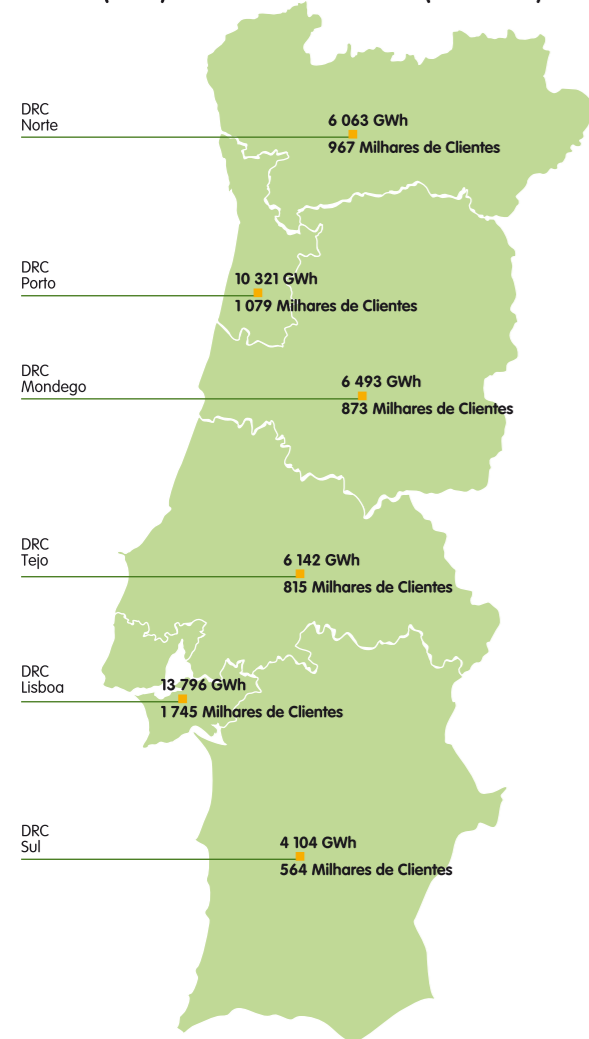 DRC
Norte
6 063 GWh
967 Milhares de Clientes
DRC
Porto
10 321 GWh
1 079 Milhares de Clientes
DRC
Mondego
6 493 GWh
873 Milhares de Clientes
DRC
Tejo
6 142 GWh
815 Milhares de Clientes
DRC
Lisboa
13 796 GWh
1 745 Milhares de Clientes
DRC
Sul
4 104 GWh
564 Milhares de Clientes